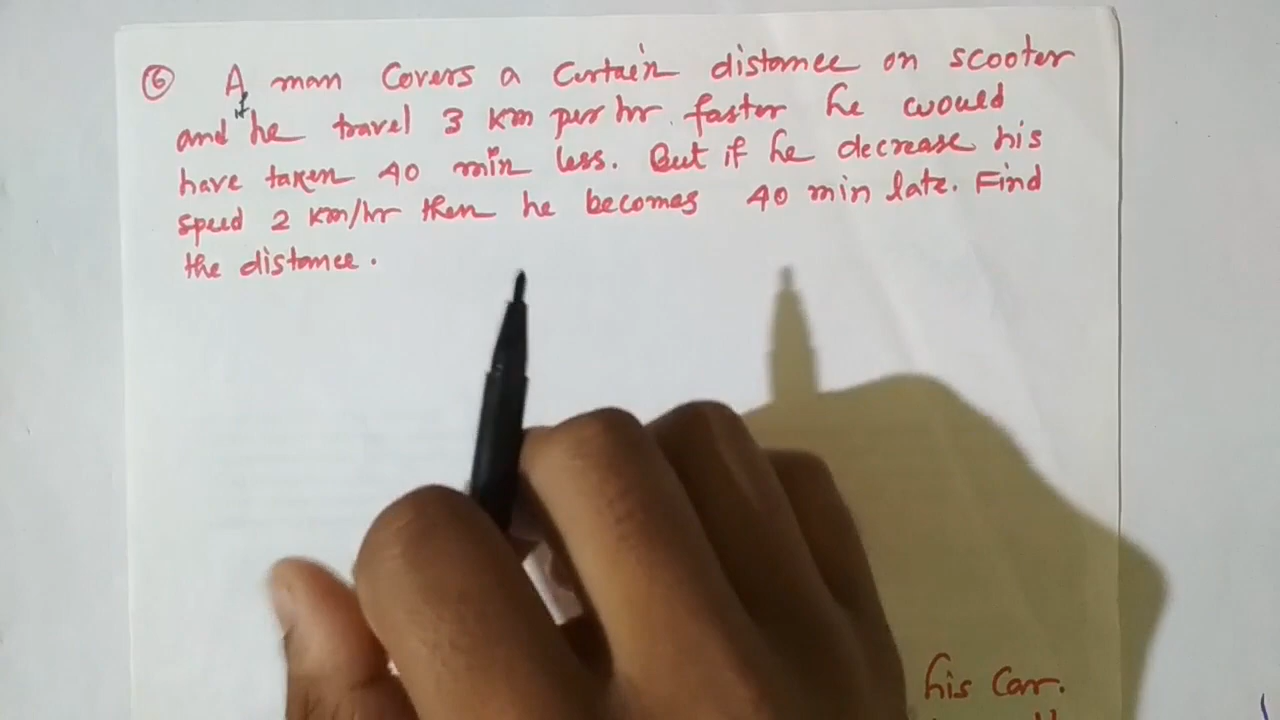 ⑥ A man Covers a Certain distance on scooter
and if he travel 3 km per hr. faster he would
have taken 40 min less. But if he decrease his
speed 2 km/hr then he becomes 40 min late. Find
the distance.
his Car.